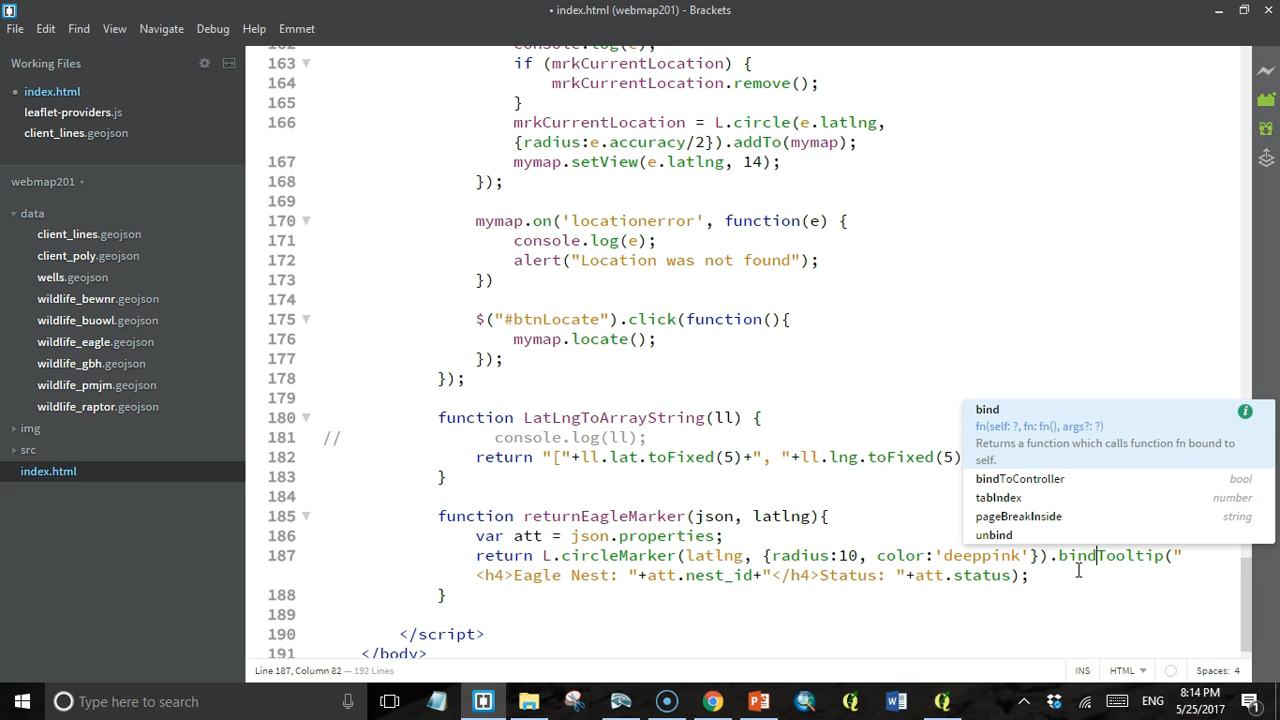 • index.html (webmap201) - Brackets
File Edit Find View Navigate Debug Help Emmet
Working Files
• index.html
leaflet-providers.js
client_lines.geojson
webmap201
data
client_lines.geojson
client_poly.geojson
wells.geojson
wildlife_bewnr.geojson
wildlife_buowl.geojson
wildlife_eagle.geojson
wildlife_gbh.geojson
wildlife_pmjm.geojson
wildlife_raptor.geojson
img
src
index.html
162 console.log(e);
163 if (mrkCurrentLocation) {
164 mrkCurrentLocation.remove();
165 }
166 mrkCurrentLocation = L.circle(e.latlng,
{radius:e.accuracy/2}).addTo(mymap);
167 mymap.setView(e.latlng, 14);
168 });
169
170 mymap.on('locationerror', function(e) {
171 console.log(e);
172 alert("Location was not found");
173 })
174
175 $("#btnLocate").click(function(){
176 mymap.locate();
177 });
178 });
179
180 function LatLngToArrayString(ll) {
181 // console.log(ll);
182 return "["+ll.lat.toFixed(5)+", "+ll.lng.toFixed(5)
183 }
184
185 function returnEagleMarker(json, latlng){
186 var att = json.properties;
187 return L.circleMarker(latlng, {radius:10, color:'deeppink'}).bindTooltip("
<h4>Eagle Nest: "+att.nest_id+"</h4>Status: "+att.status);
188 }
189
190 </script>
191 </body>
bind
fn(self: ?, fn: fn(), args?: ?)
Returns a function which calls function fn bound to
self.
bindToController bool
tabIndex number
pageBreakInside string
unbind
Line 187, Column 82 — 192 Lines
INS HTML Spaces: 4
Type here to search
ENG
8:14 PM
5/25/2017